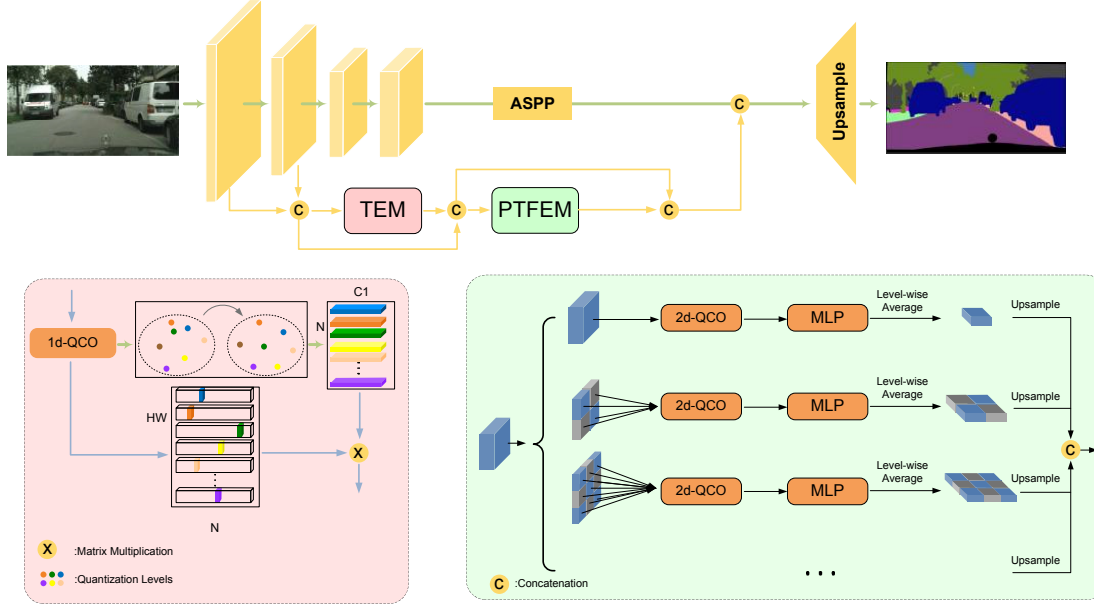 ASPP
C
Upsample
C
TEM
C
PTFEM
C
C1
N
1d-QCO
HW
X
N
X :Matrix Multiplication
:Quantization Levels
2d-QCO
MLP
Level-wise
Average
Upsample
2d-QCO
MLP
Level-wise
Average
Upsample
C
2d-QCO
MLP
Level-wise
Average
Upsample
Upsample
C :Concatenation